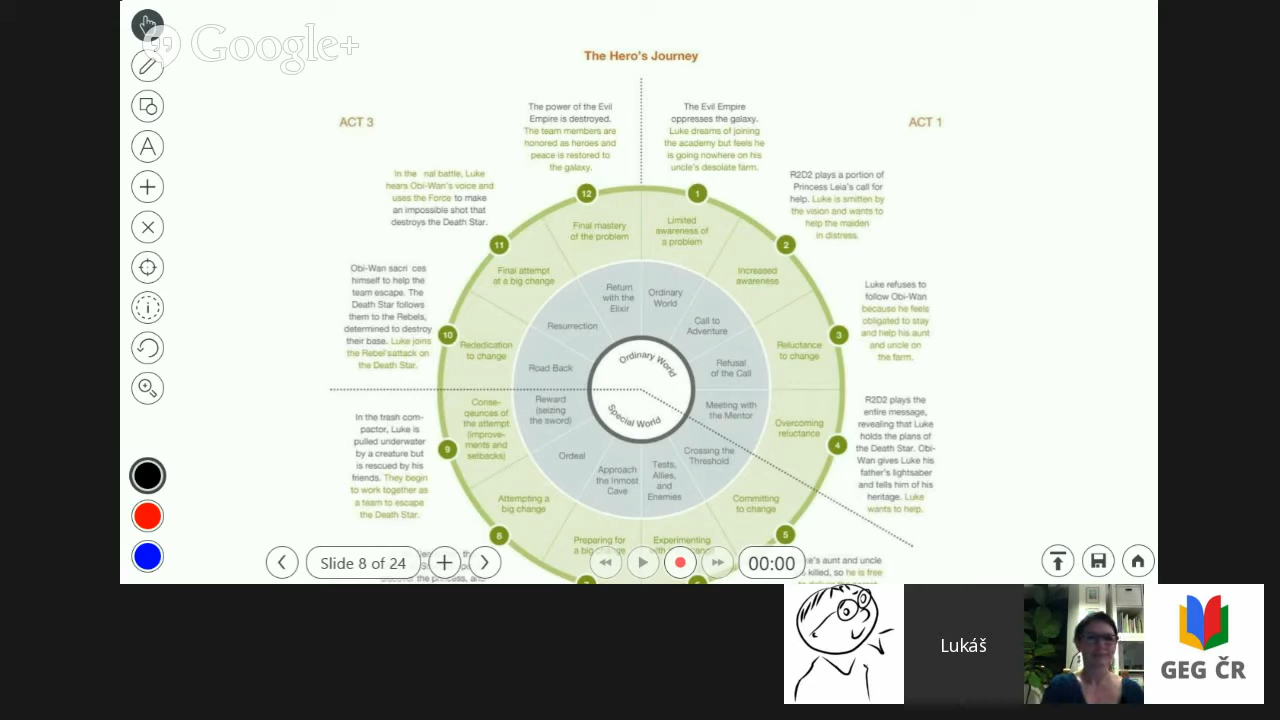 Google+
The Hero's Journey
ACT 3
ACT 1
The power of the Evil
Empire is destroyed.
The team members are
honored as heroes and
peace is restored to
the galaxy.
The Evil Empire
oppresses the galaxy.
Luke dreams of joining
the academy but feels he
is going nowhere on his
uncle's desolate farm.
R2D2 plays a portion of
Princess Leia's call for
help. Luke is smitten by
the vision and wants to
help the maiden
in distress.
Luke refuses to
follow Obi-Wan
because he feels
obligated to stay
and help his aunt
and uncle on
the farm.
R2D2 plays the
entire message,
revealing that Luke
holds the plans of
the Death Star. Obi-
Wan gives Luke his
father's lightsaber
and tells him of his
heritage. Luke
wants to help.
's aunt and uncle
killed, so he is free
In the nal battle, Luke
hears Obi-Wan's voice and
uses the Force to make
an impossible shot that
destroys the Death Star.
Obi-Wan sacri ces
himself to help the
team escape. The
Death Star follows
them to the Rebels,
determined to destroy
their base. Luke joins
the Rebel'sattack on
the Death Star.
In the trash com-
pactor, Luke is
pulled underwater
by a creature but
is rescued by his
friends. They begin
to work together as
a team to escape
the Death Star.
12
1
2
3
4
5
8
9
10
11
Final mastery
of the problem
Limited
awareness of
a problem
Increased
awareness
Reluctance
to change
Overcoming
reluctance
Committing
to change
Experimenting
Preparing for
a big change
Attempting a
big change
Conse-
qeunces of
the attempt
(improve-
ments and
setbacks)
Rededication
to change
Final attempt
at a big change
Return
with the
Elixir
Ordinary
World
Call to
Adventure
Refusal
of the Call
Meeting with
the Mentor
Crossing the
Threshold
Tests,
Allies,
and
Enemies
Approach
the Inmost
Cave
Ordeal
Reward
(seizing
the sword)
Road Back
Resurrection
Ordinary World
Special World
Slide 8 of 24
00:00
A
Lukáš
GEG ČR